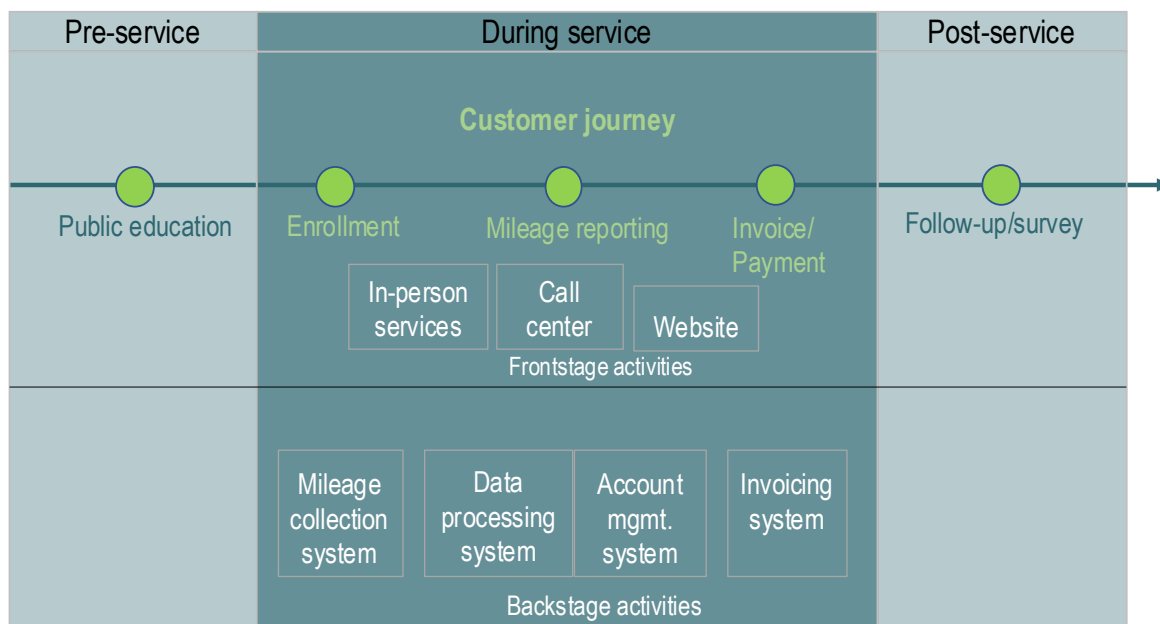 Pre-service
During service
Post-service
Customer journey
Public education
Enrollment
Mileage reporting
Invoice/
Payment
Follow-up/survey
In-person
services
Call
center
Website
Frontstage activities
Mileage
collection
system
Data
processing
system
Account
mgmt.
system
Invoicing
system
Backstage activities